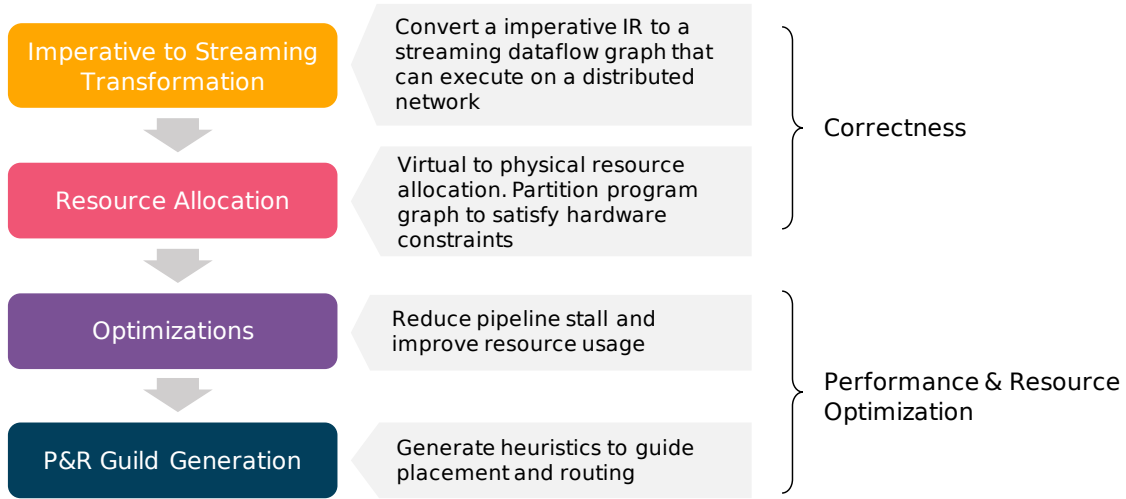 Imperative to Streaming
Transformation
Convert a imperative IR to a
streaming dataflow graph that
can execute on a distributed
network
Correctness
Resource Allocation
Virtual to physical resource
allocation. Partition program
graph to satisfy hardware
constraints
Optimizations
Reduce pipeline stall and
improve resource usage
Performance & Resource
Optimization
P&R Guild Generation
Generate heuristics to guide
placement and routing